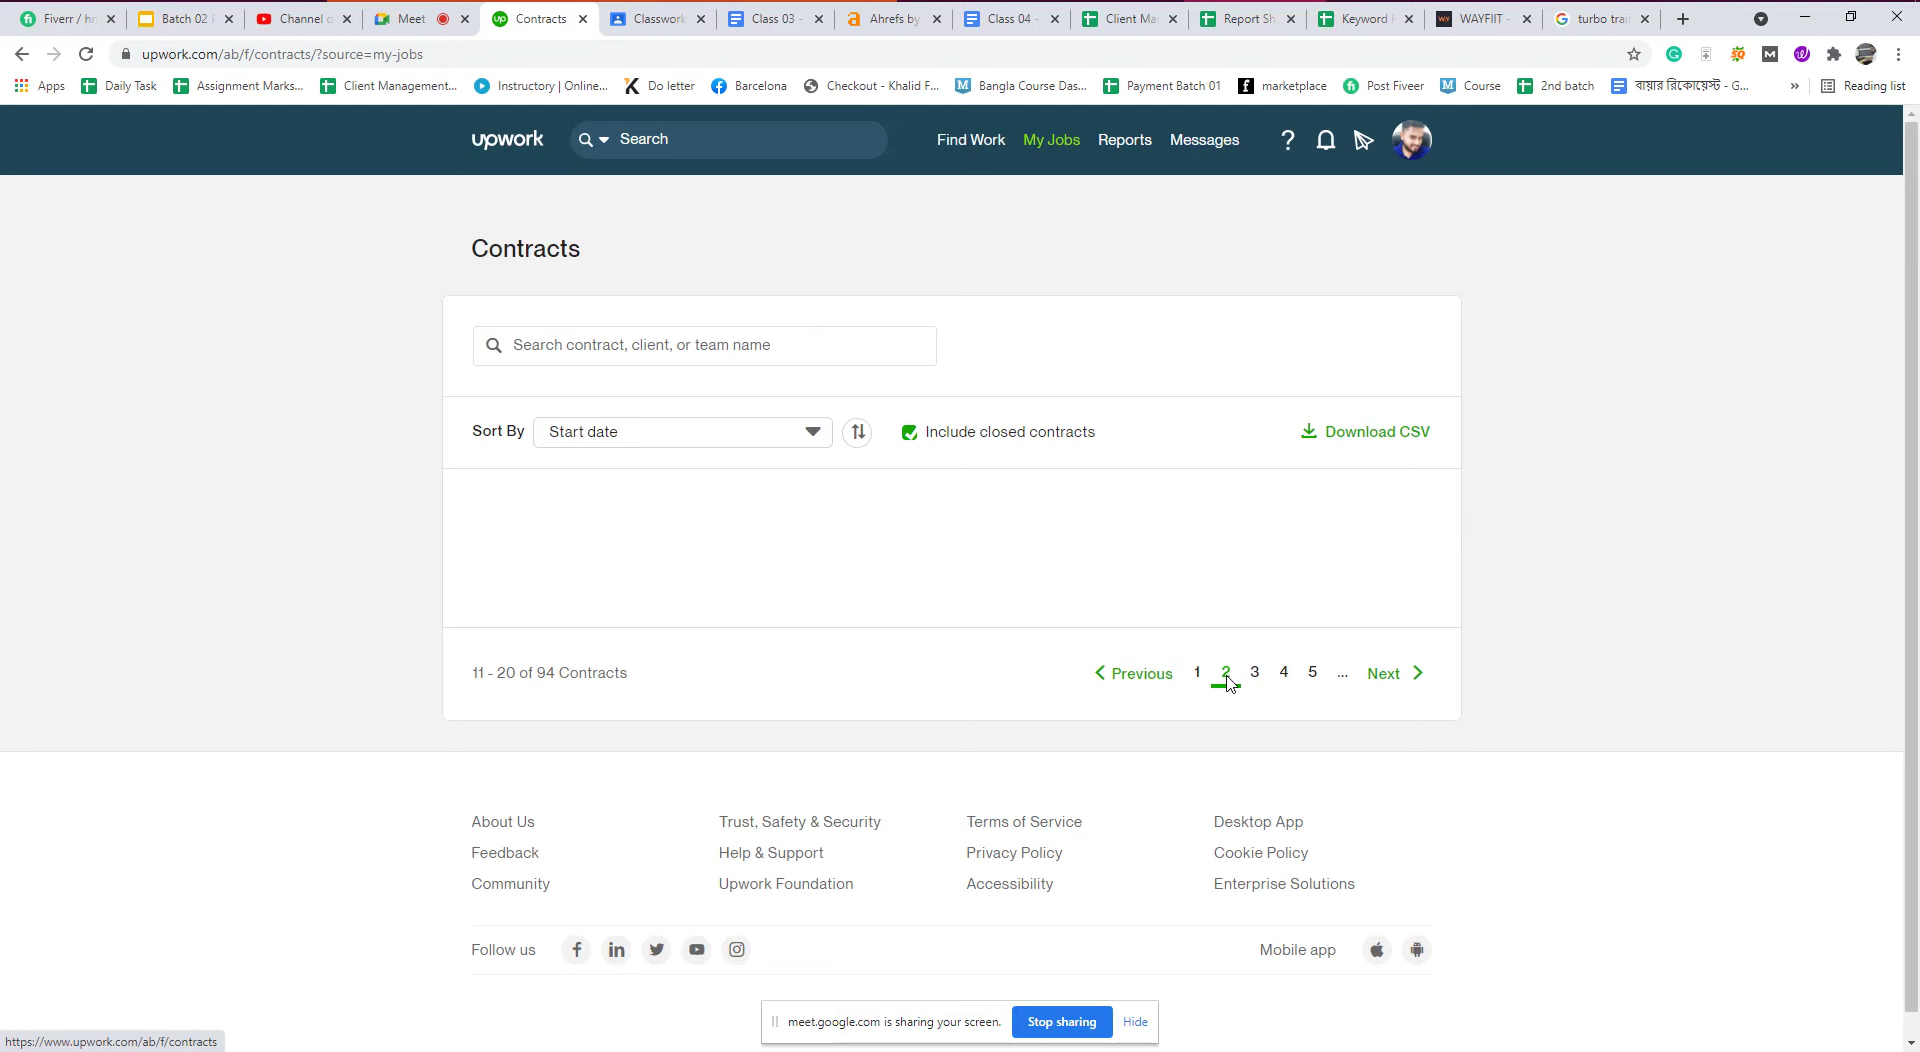 Fiverr / hr
Batch 02
Channel
Meet
up Contracts
Classwork
Class 03 -
Ahrefs by
Class 04 -
Client Ma
Report Sh
Keyword
WAYFIIT -
turbo trai
upwork.com/ab/f/contracts/?source=my-jobs
Apps
Daily Task
Assignment Marks...
Client Management...
Instructory | Online...
Do letter
Barcelona
Checkout - Khalid F...
Bangla Course Das...
Payment Batch 01
marketplace
Post Fiveer
Course
2nd batch
বায়ার রিকোয়েস্ট - G...
Reading list
upwork
Search
Find Work
My Jobs
Reports
Messages
Contracts
Search contract, client, or team name
Sort By
Start date
Include closed contracts
Download CSV
11 - 20 of 94 Contracts
Previous 1 2 3 4 5 ... Next
About Us
Trust, Safety & Security
Terms of Service
Desktop App
Feedback
Help & Support
Privacy Policy
Cookie Policy
Community
Upwork Foundation
Accessibility
Enterprise Solutions
Follow us
Mobile app
meet.google.com is sharing your screen.
Stop sharing
Hide
https://www.upwork.com/ab/f/contracts